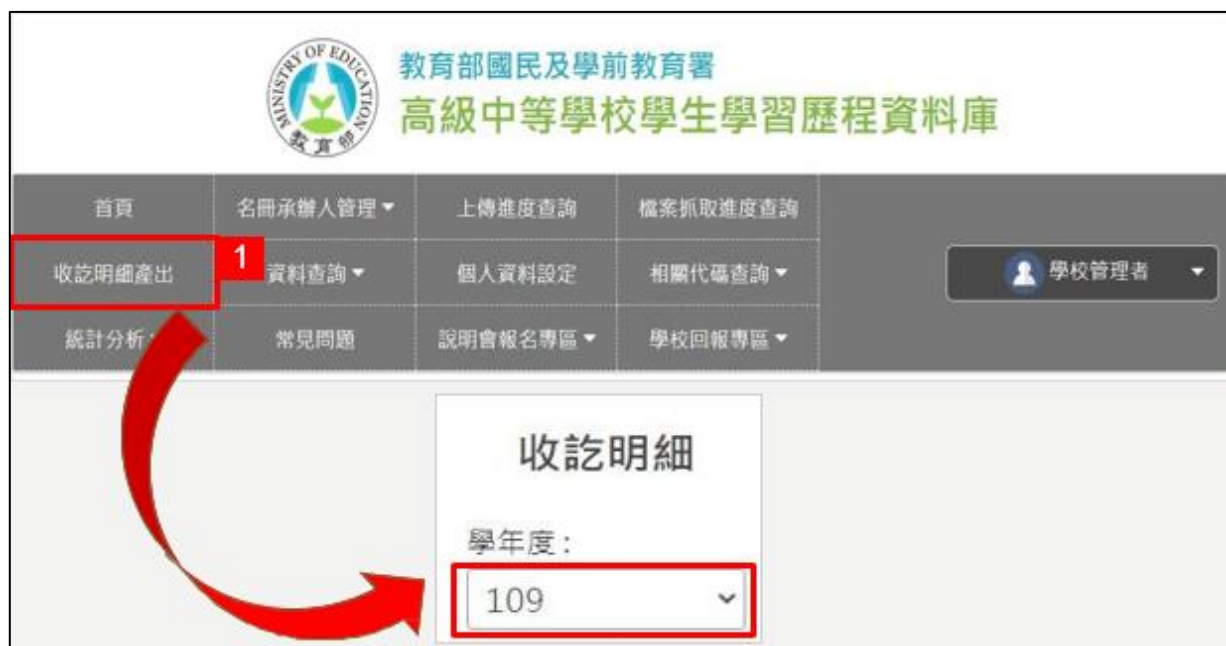 MINISTRY OF EDUCATION
教育部
教育部國民及學前教育署
高級中等學校學生學習歷程資料庫
首頁
名冊承辦人管理
上傳進度查詢
檔案抓取進度查詢
收訖明細產出
1
資料查詢
個人資料設定
相關代碼查詢
學校管理者
統計分析
常見問題
說明會報名專區
學校回報專區
收訖明細
學年度：
109